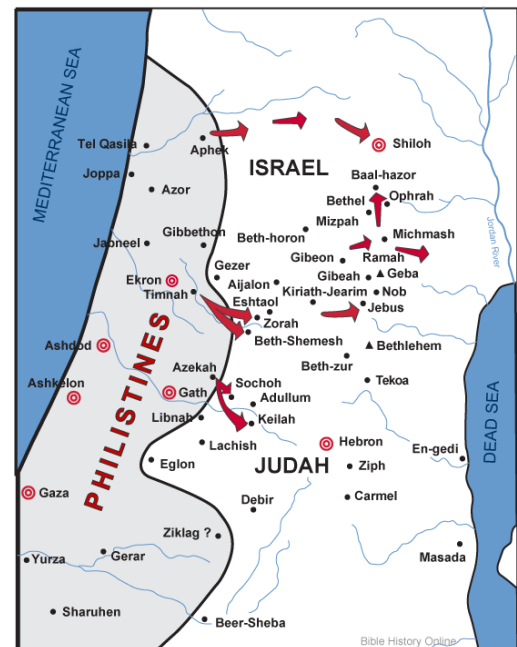 MEDITERRANEAN SEA
Tel Qasila
Aphek
Shiloh
ISRAEL
Joppa
Baal-hazor
Azor
Bethel
Ophrah
Mizpah
Jabneel
Gibbethon
Beth-horon
Michmash
Jordan River
Ramah
Gibeon
Gezer
Ekron
Aijalon
Gibeah
Geba
Timnah
Kiriath-Jearim
Nob
Eshtaol
Jebus
Zorah
Beth-Shemesh
Ashdod
Bethlehem
Beth-zur
Azekah
Tekoa
Ashkelon
Gath
Sochoh
Adullum
PHILISTINES
Libnah
Keilah
Lachish
Hebron
En-gedi
DEAD SEA
Eglon
JUDAH
Ziph
Gaza
Debir
Carmel
Ziklag ?
Yurza
Gerar
Masada
Sharuhen
Beer-Sheba
Bible History Online